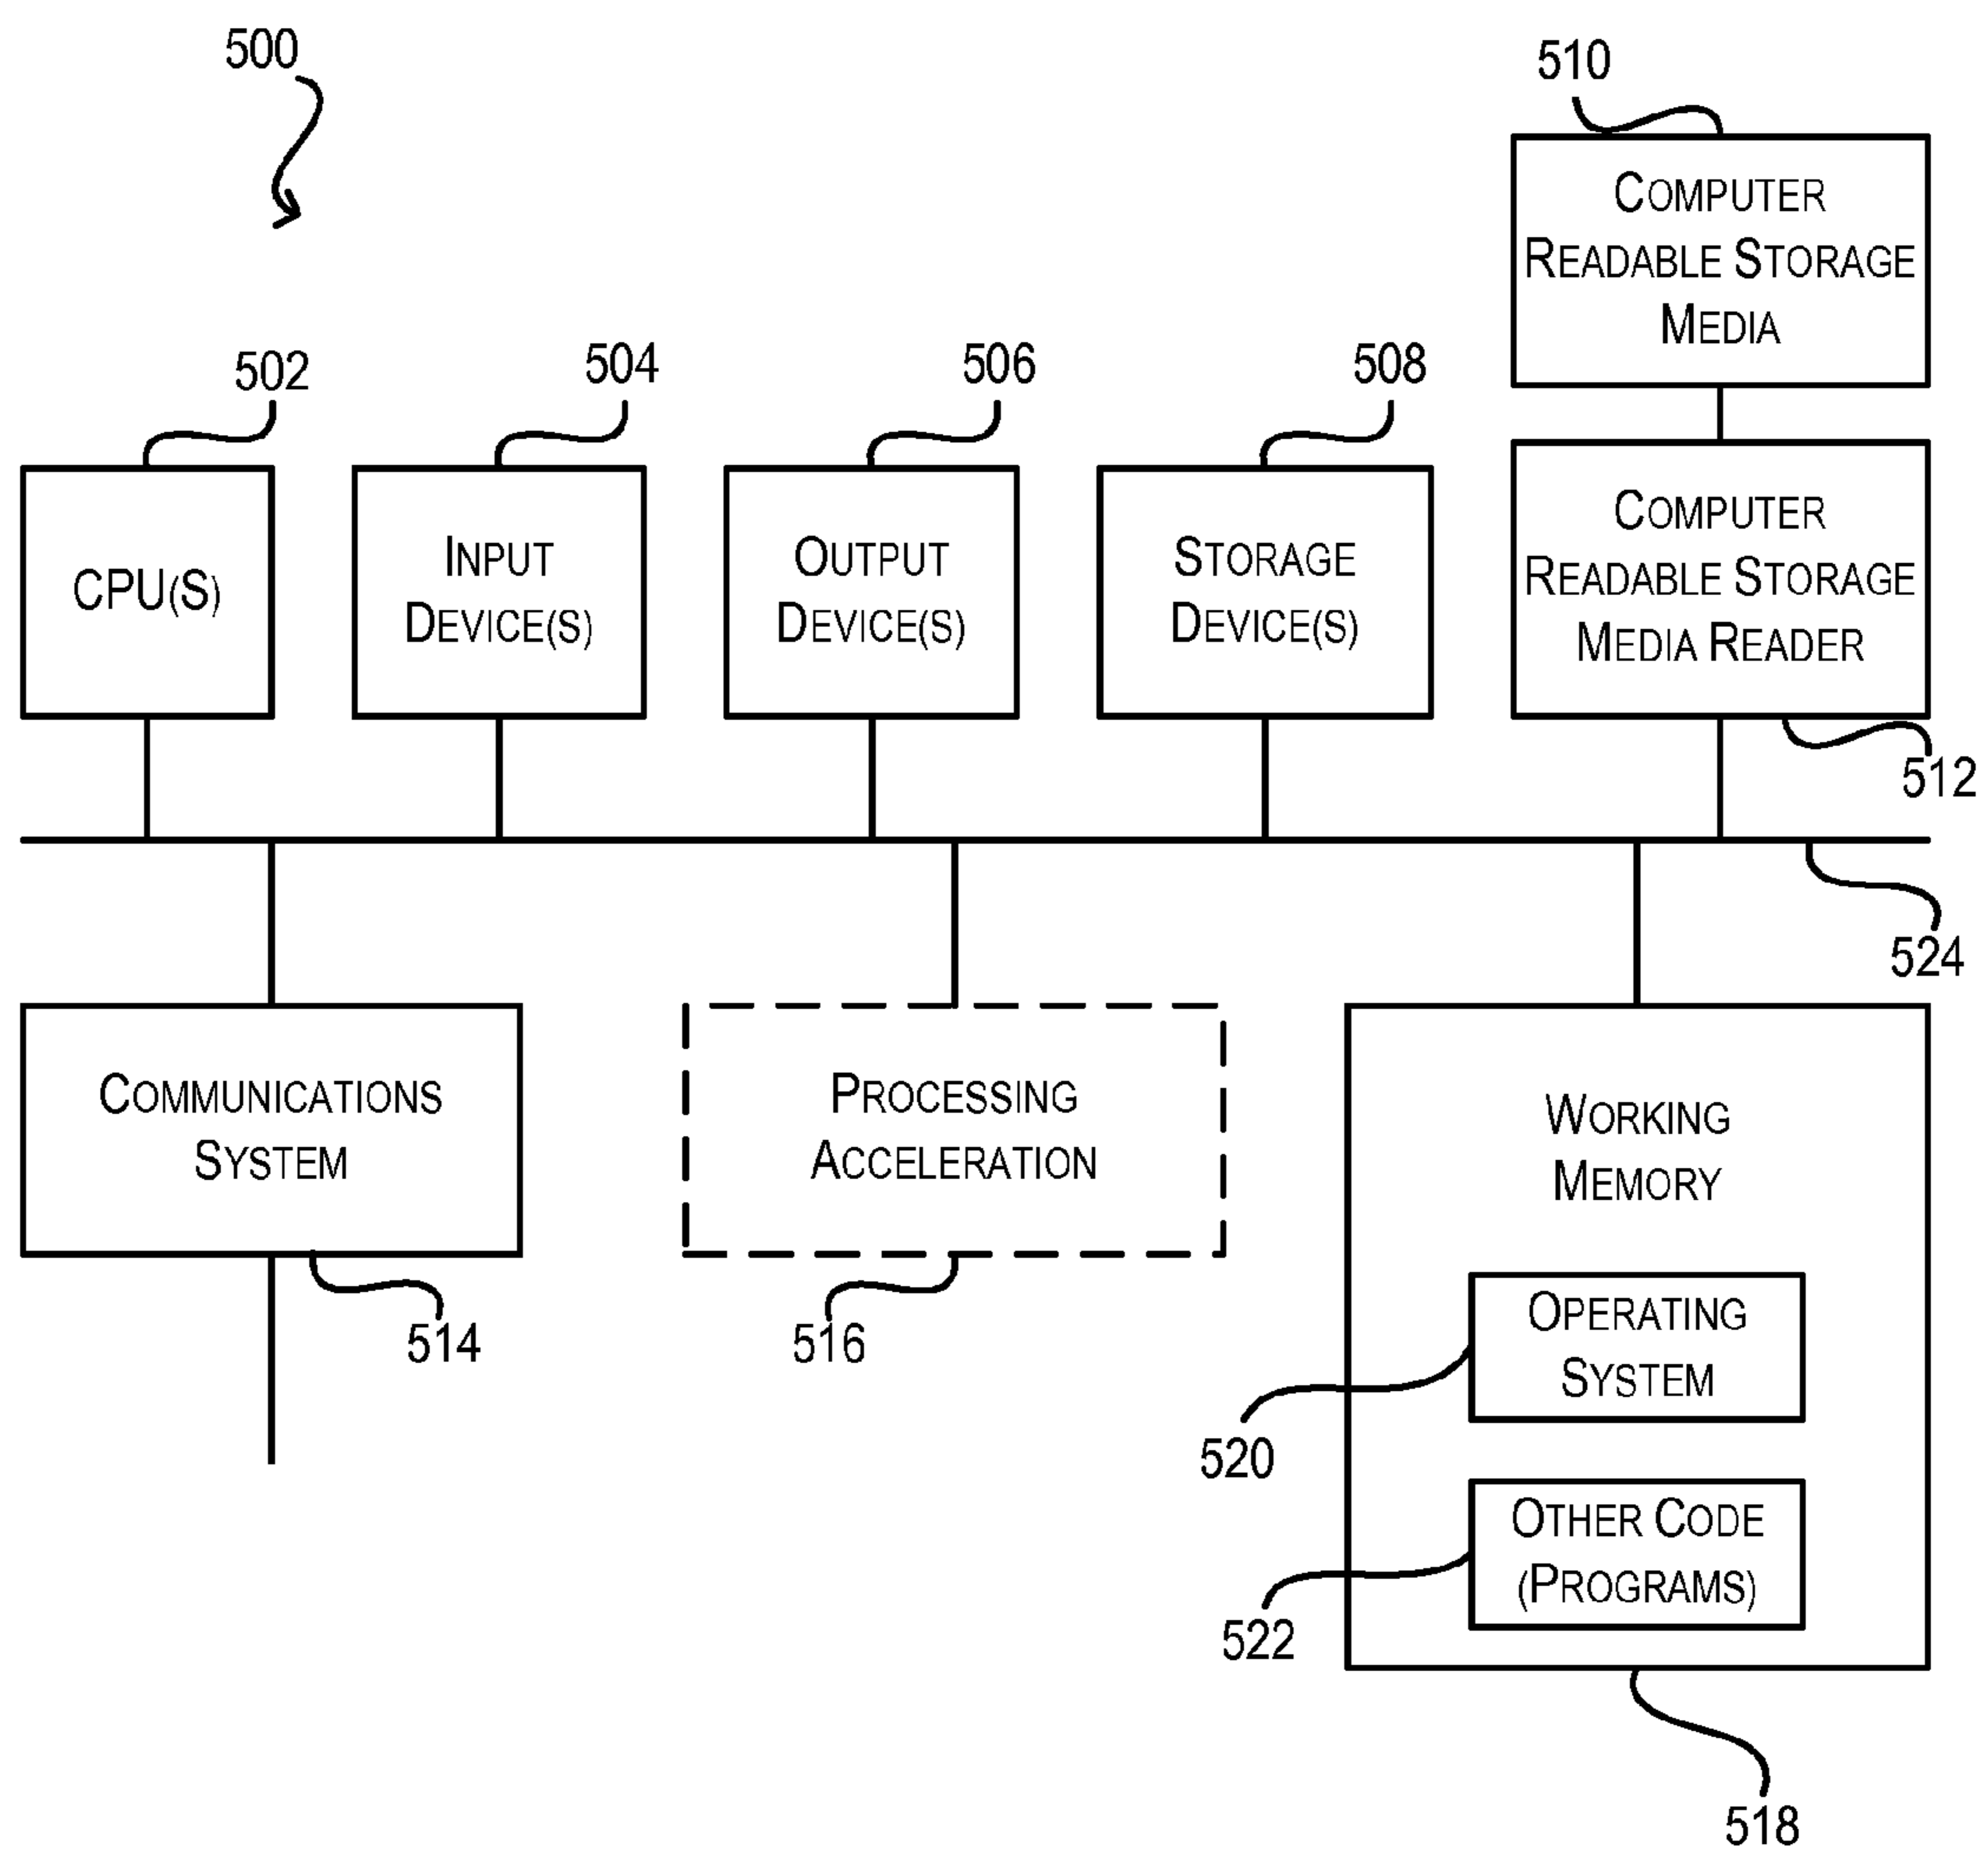 500
510
COMPUTER
READABLE STORAGE
MEDIA
502
504
506
508
CPU(S)
INPUT
DEVICE(S)
OUTPUT
DEVICE(S)
STORAGE
DEVICE(S)
COMPUTER
READABLE STORAGE
MEDIA READER
512
524
COMMUNICATIONS
SYSTEM
514
PROCESSING
ACCELERATION
516
WORKING
MEMORY
OPERATING
SYSTEM
520
OTHER CODE
(PROGRAMS)
522
518